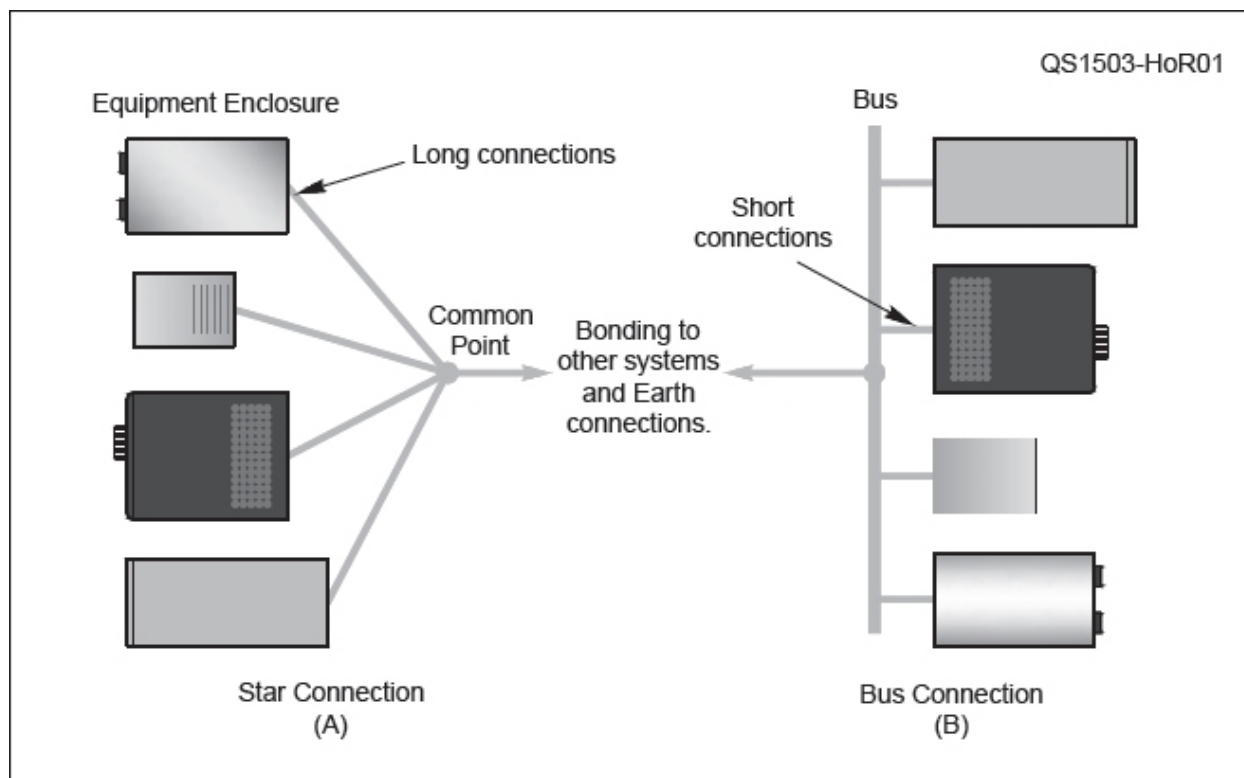 QS1503-HoR01
Equipment Enclosure
Long connections
Common
Point
Bonding to
other systems
and Earth
connections.
Bus
Short
connections
Star Connection
(A)
Bus Connection
(B)